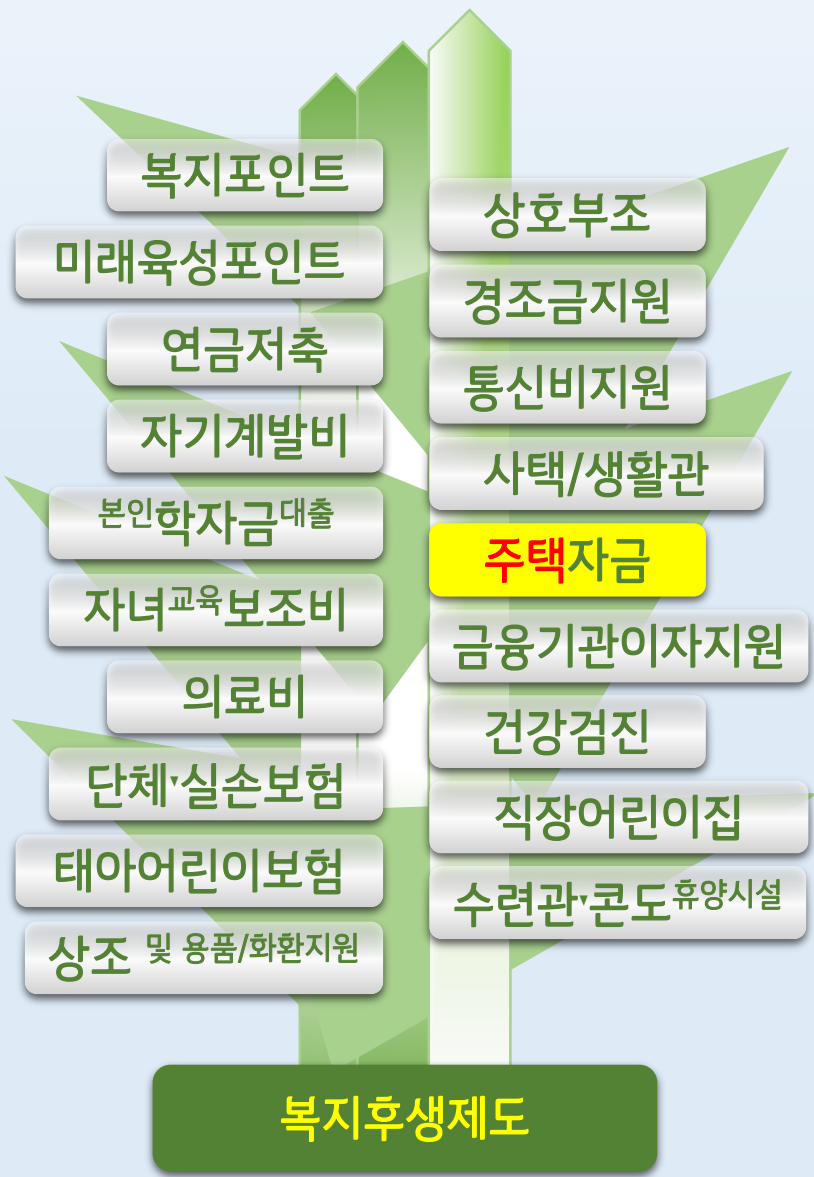 복지포인트
미래육성포인트
연금저축
자기계발비
본인학자금대출
자녀교육보조비
의료비
단체▾실손보험
태아어린이보험
상조 및 용품/화환지원
상호부조
경조금지원
통신비지원
사택/생활관
주택자금
금융기관이자지원
건강검진
직장어린이집
수련관▾콘도휴양시설
복지후생제도